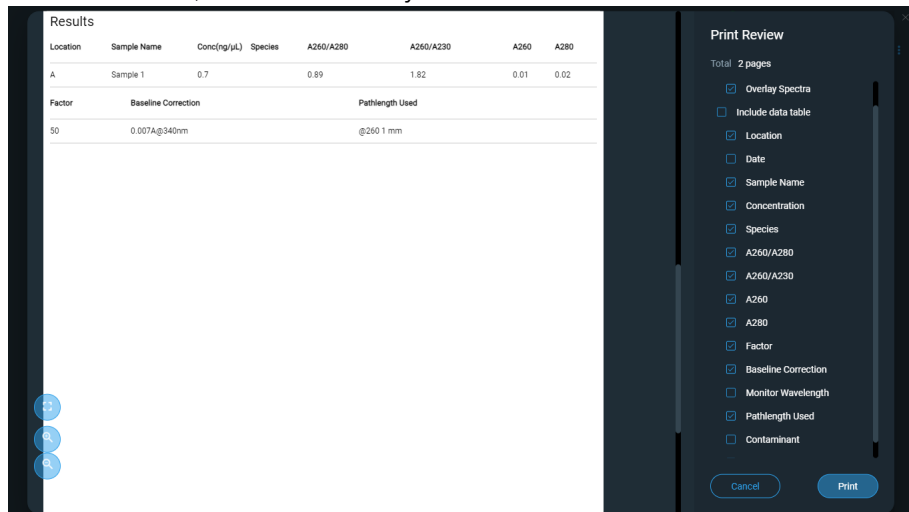 Results
Location Sample Name Conc(ng/µL) Species A260/A280 A260/A230 A260 A280
A Sample 1 0.7 0.89 1.82 0.01 0.02
Factor Baseline Correction Pathlength Used
50 0.007A@340nm @260 1 mm
Print Review
Total 2 pages
Overlay Spectra
Include data table
Location
Date
Sample Name
Concentration
Species
A260/A280
A260/A230
A260
A280
Factor
Baseline Correction
Monitor Wavelength
Pathlength Used
Contaminant
Cancel Print